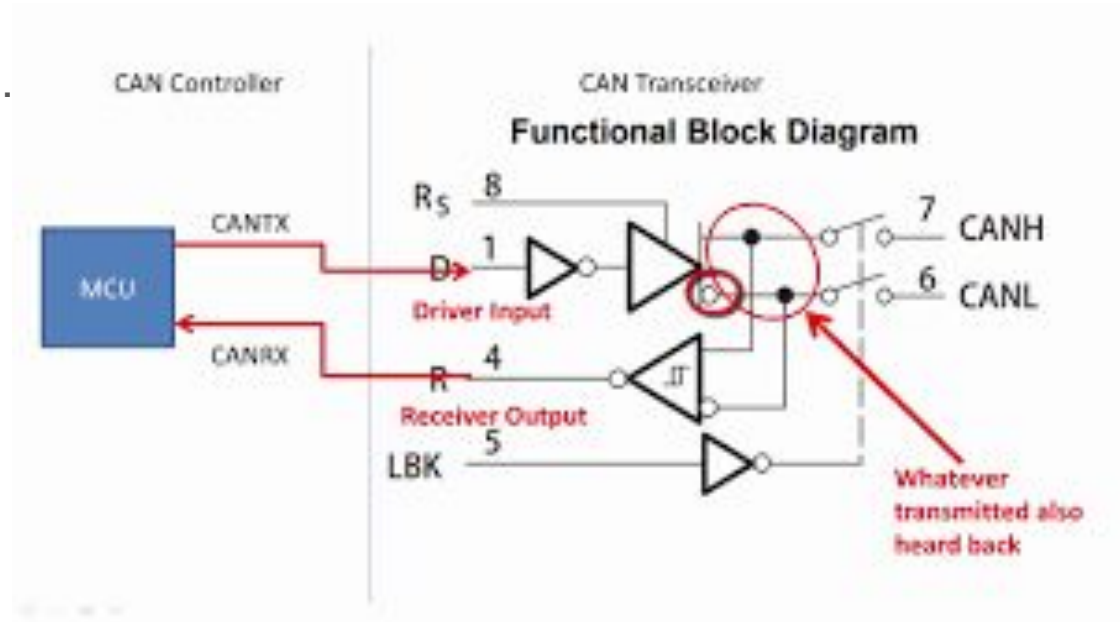 CAN Controller
CAN Transceiver
Functional Block Diagram
RS 8
CANTX
MCU
D 1
Driver Input
7 CANH
6 CANL
CANRX
R 4
Receiver Output
LBK 5
Whatever
transmitted also
heard back